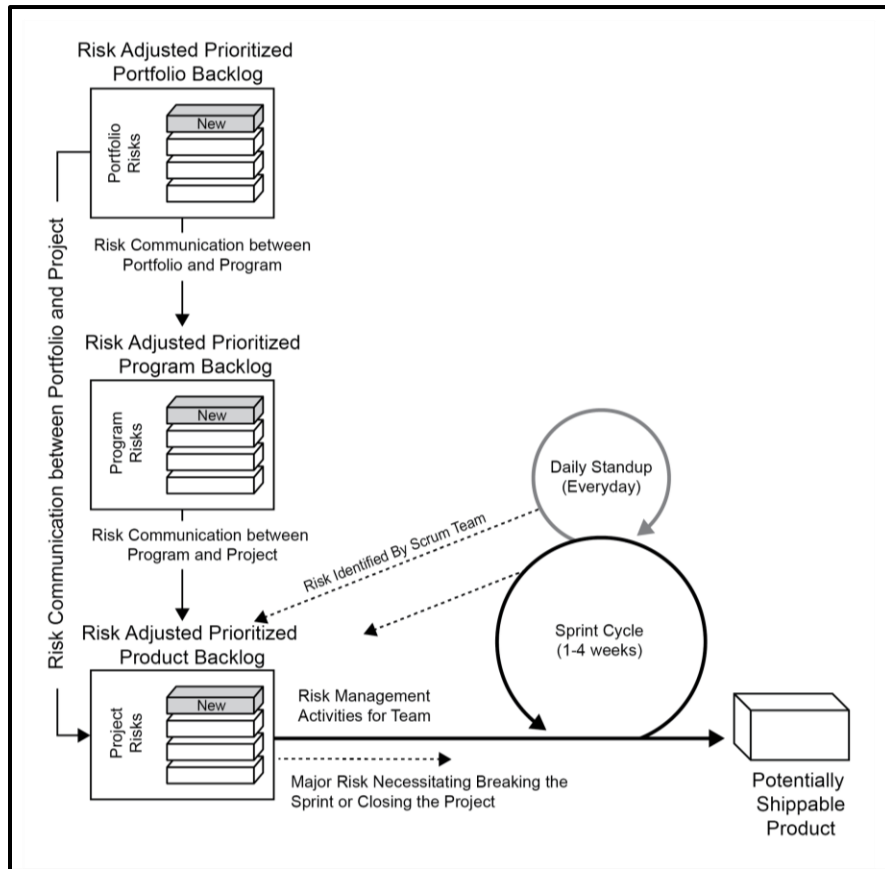 Risk Adjusted Prioritized
Portfolio Backlog
Portfolio
Risks
New
Risk Communication between Portfolio and Project
Risk Communication between
Portfolio and Program
Risk Adjusted Prioritized
Program Backlog
Program
Risks
New
Risk Communication between
Program and Project
Daily Standup
(Everyday)
Risk Identified By Scrum Team
Sprint Cycle
(1-4 weeks)
Risk Adjusted Prioritized
Product Backlog
Project
Risks
New
Risk Management
Activities for Team
Major Risk Necessitating Breaking the
Sprint or Closing the Project
Potentially
Shippable
Product